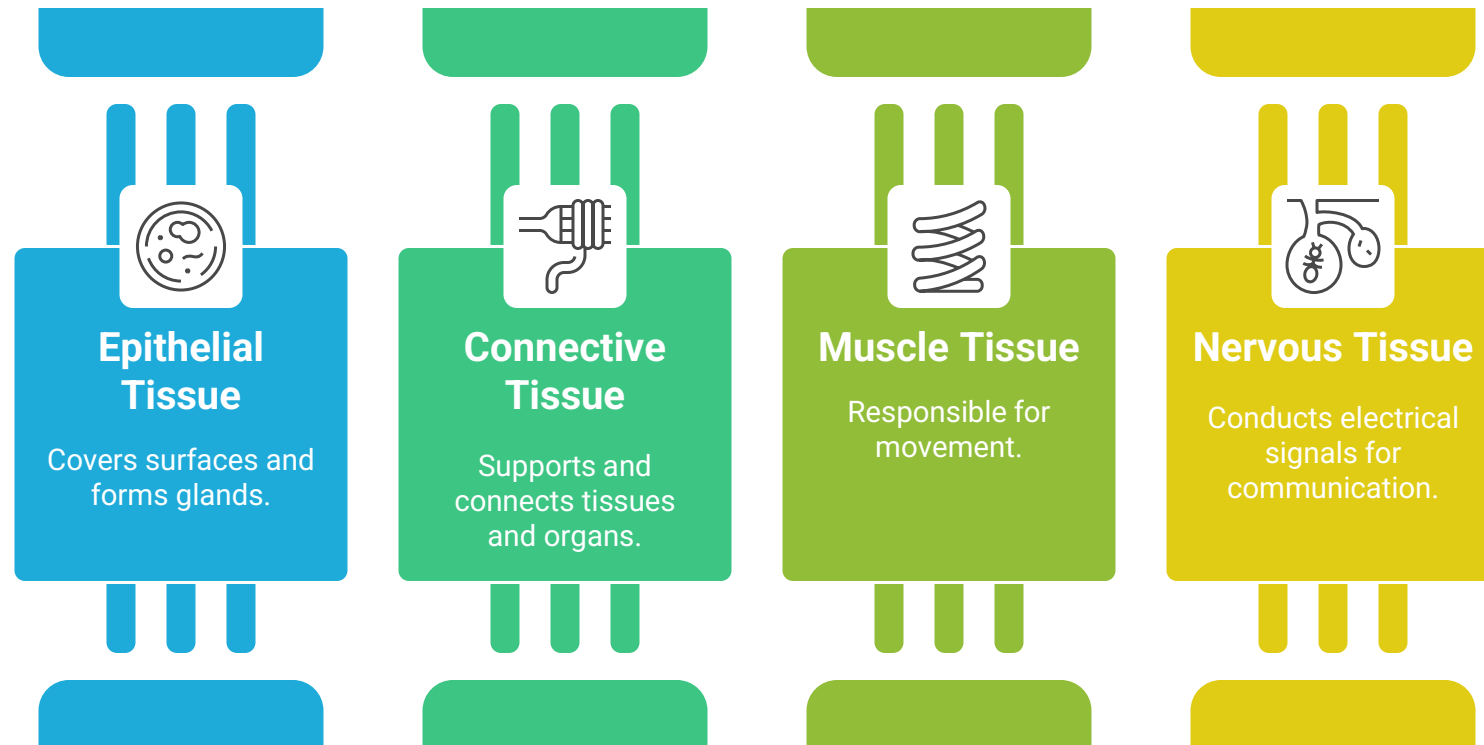 Epithelial
Tissue
Covers surfaces and
forms glands.
Connective
Tissue
Supports and
connects tissues
and organs.
Muscle Tissue
Responsible for
movement.
Nervous Tissue
Conducts electrical
signals for
communication.